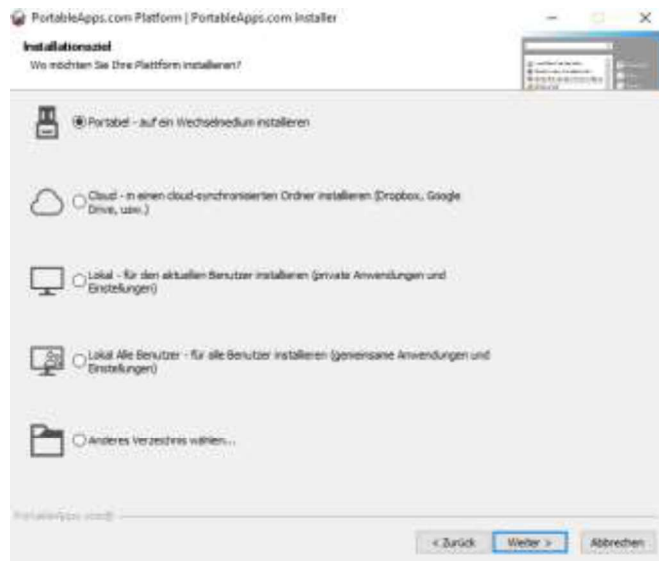 PortableApps.com Platform | PortableApps.com Installer
Installationsziel
Wo möchten Sie Ihre Plattform installieren?
Portabel - auf ein Wechselmedium installieren
Cloud - in einen cloud-synchronisierten Ordner installieren (Dropbox, Google
Drive, usw.)
Lokal - für den aktuellen Benutzer installieren (private Anwendungen und
Einstellungen)
Lokal Alle Benutzer - für alle Benutzer installieren (gemeinsame Anwendungen und
Einstellungen)
Anderes Verzeichnis wählen...
PortableApps.com®
< Zurück
Weiter >
Abbrechen